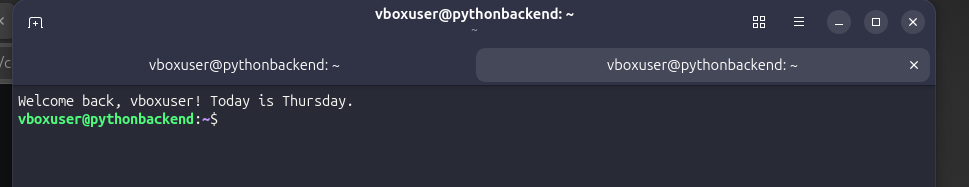 vboxuser@pythonbackend: ~
~
vboxuser@pythonbackend: ~
vboxuser@pythonbackend: ~
/c
Welcome back, vboxuser! Today is Thursday.
vboxuser@pythonbackend:~$